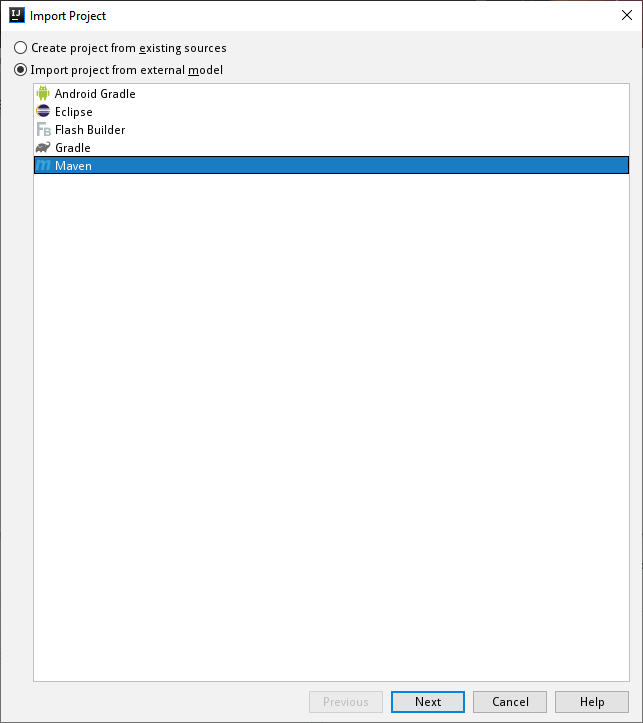 IJ Import Project
Create project from existing sources
Import project from external model
Android Gradle
Eclipse
FB Flash Builder
Gradle
m Maven
Previous Next Cancel Help